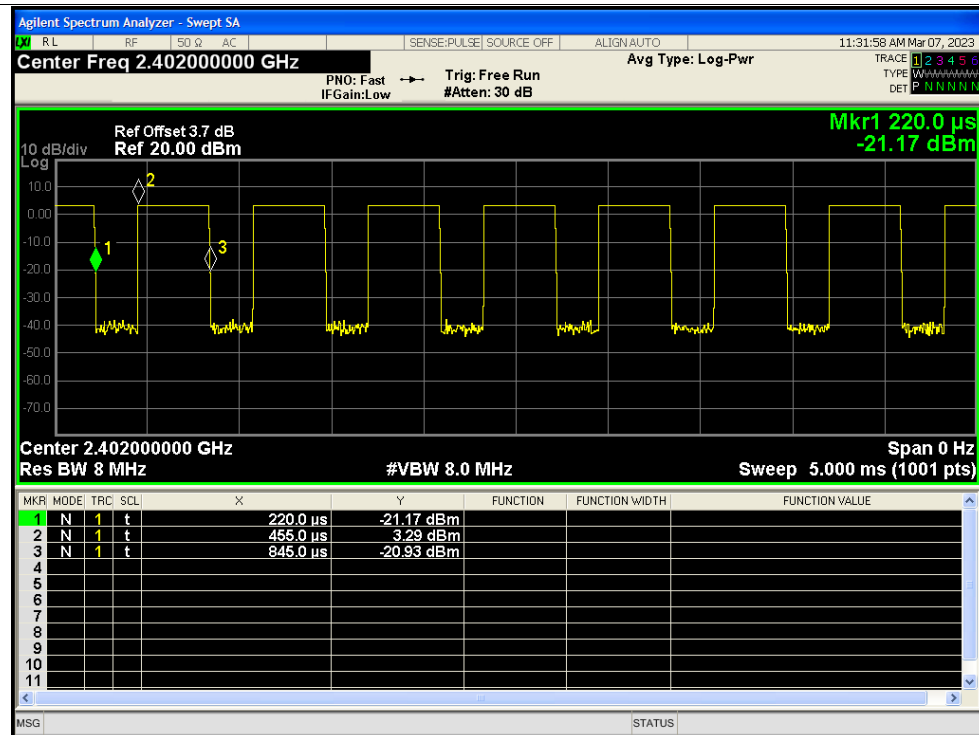 Agilent Spectrum Analyzer - Swept SA
LXI RL RF 50 Ω AC SENSE:PULSE SOURCE OFF ALIGNAUTO 11:31:58 AM Mar 07, 2023
Center Freq 2.402000000 GHz Avg Type: Log-Pwr TRACE 1 2 3 4 5 6
PNO: Fast Trig: Free Run TYPE WWWWWW
IFGain:Low #Atten: 30 dB DET P N N N N N
Mkr1 220.0 µs
Ref Offset 3.7 dB
10 dB/div Ref 20.00 dBm -21.17 dBm
Log
10.0
2
0.00
-10.0
1 3
-20.0
-30.0
-40.0
-50.0
-60.0
-70.0
Center 2.402000000 GHz Span 0 Hz
Res BW 8 MHz #VBW 8.0 MHz Sweep 5.000 ms (1001 pts)
MKR MODE TRC SCL X Y FUNCTION FUNCTION WIDTH FUNCTION VALUE
1 N 1 t 220.0 µs -21.17 dBm
2 N 1 t 455.0 µs 3.29 dBm
3 N 1 t 845.0 µs -20.93 dBm
4
5
6
7
8
9
10
11
MSG STATUS